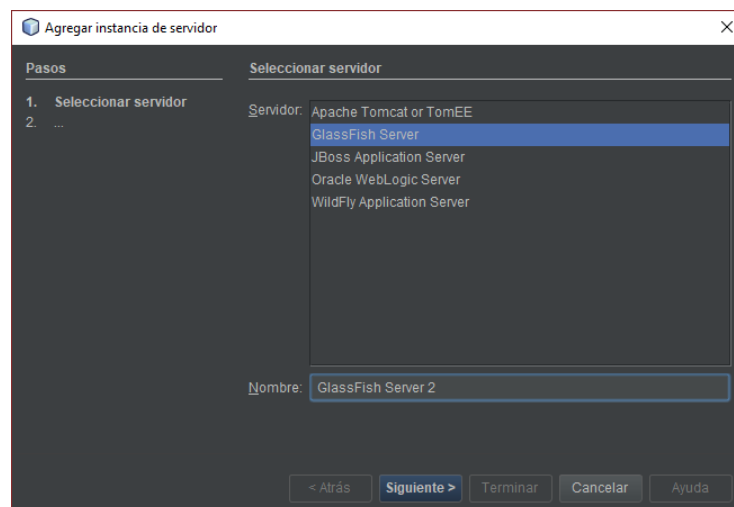 Agregar instancia de servidor
Pasos
1. Seleccionar servidor
2. ...
Seleccionar servidor
Servidor:
Apache Tomcat or TomEE
GlassFish Server
JBoss Application Server
Oracle WebLogic Server
WildFly Application Server
Nombre: GlassFish Server 2
< Atrás Siguiente > Terminar Cancelar Ayuda